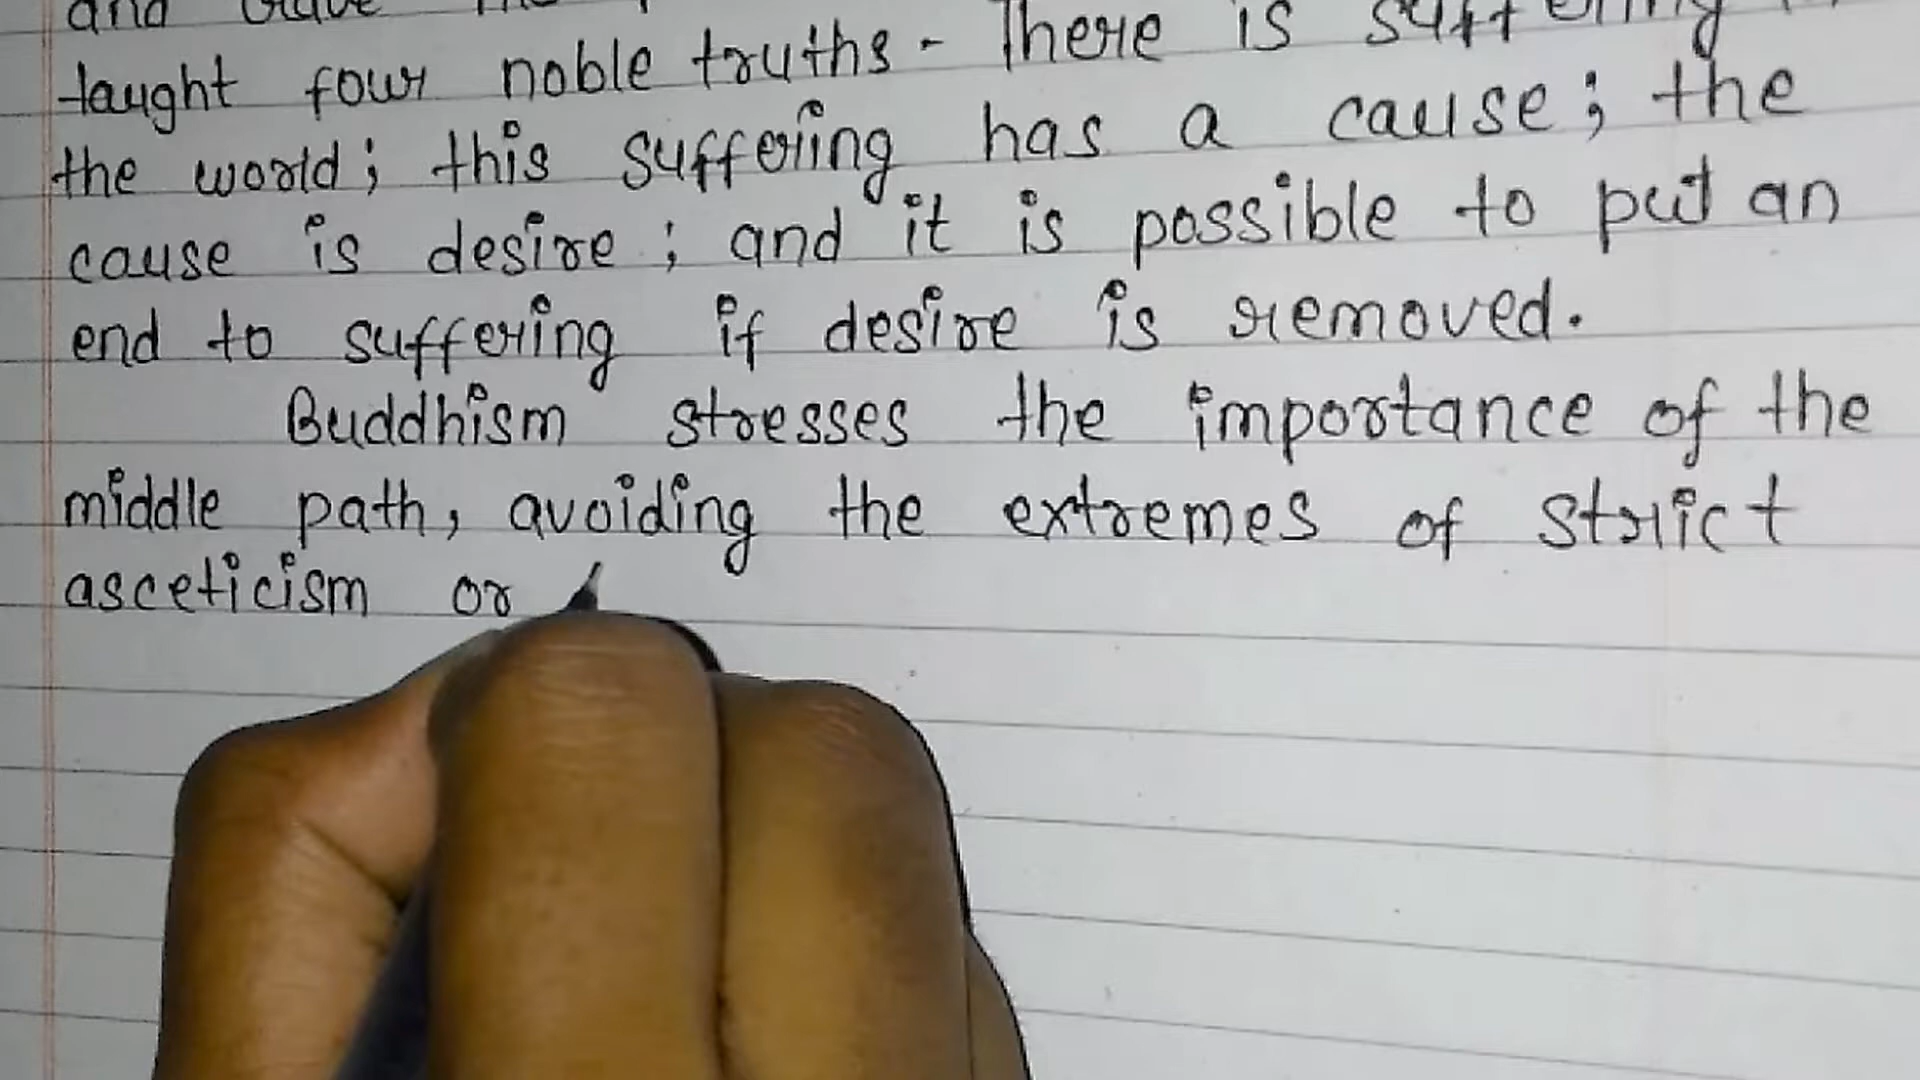 and
taught four noble truths - There is suffering
the world; this suffering has a cause; the
cause is desire; and it is possible to put an
end to suffering if desire is removed.
Buddhism stresses the importance of the
middle path, avoiding the extremes of strict
asceticism or